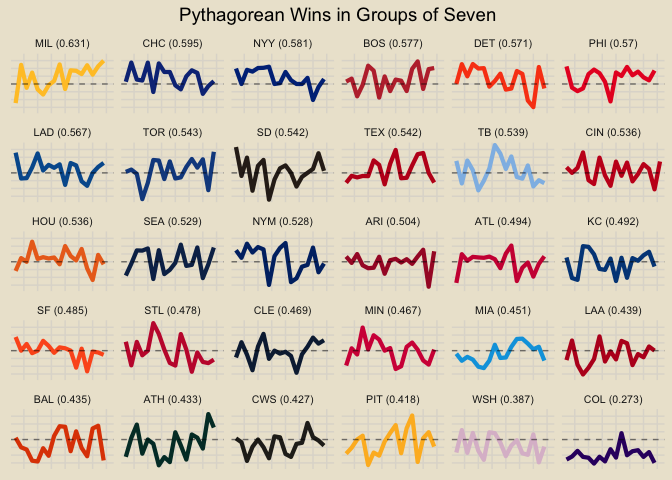 Pythagorean Wins in Groups of Seven
MIL (0.631) CHC (0.595) NYY (0.581) BOS (0.577) DET (0.571) PHI (0.57)
LAD (0.567) TOR (0.543) SD (0.542) TEX (0.542) TB (0.539) CIN (0.536)
HOU (0.536) SEA (0.529) NYM (0.528) ARI (0.504) ATL (0.494) KC (0.492)
SF (0.485) STL (0.478) CLE (0.469) MIN (0.467) MIA (0.451) LAA (0.439)
BAL (0.435) ATH (0.433) CWS (0.427) PIT (0.418) WSH (0.387) COL (0.273)